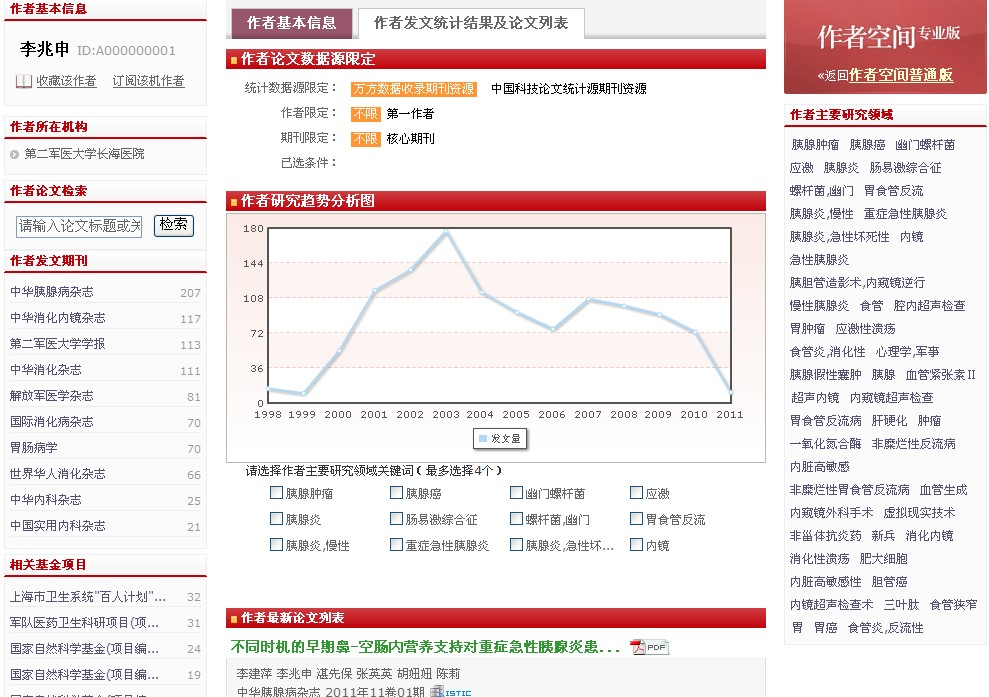 作者基本信息
李兆申 ID:A000000001
收藏该作者 订阅该机作者
作者所在机构
第二军医大学长海医院
作者论文检索
请输入论文标题或关 检索
作者发文期刊
中华胰腺病杂志 207
中华消化内镜杂志 117
第二军医大学学报 113
中华消化杂志 111
解放军医学杂志 81
国际消化病杂志 70
胃肠病学 70
世界华人消化杂志 66
中华内科杂志 25
中国实用内科杂志 21
相关基金项目
上海市卫生系统"百人计划"... 32
军队医药卫生科研项目(项... 31
国家自然科学基金(项目编... 24
国家自然科学基金(项目编... 19
作者基本信息 作者发文统计结果及论文列表
作者论文数据源限定
统计数据源限定： 万方数据收录期刊资源 中国科技论文统计源期刊资源
作者限定： 不限 第一作者
期刊限定： 不限 核心期刊
已选条件：
作者研究趋势分析图
180
144
108
72
36
0
1998 1999 2000 2001 2002 2003 2004 2005 2006 2007 2008 2009 2010 2011
发文量
请选择作者主要研究领域关键词(最多选择4个)
胰腺肿瘤 胰腺癌 幽门螺杆菌 应激
胰腺炎 肠易激综合征 螺杆菌,幽门 胃食管反流
胰腺炎,慢性 重症急性胰腺炎 胰腺炎,急性坏... 内镜
作者最新论文列表
不同时机的早期鼻-空肠内营养支持对重症急性胰腺炎患... PDF
李建萍 李兆申 湛先保 张英英 胡妞妞 陈莉
中华胰腺病杂志 2011年11卷01期 ISTIC
作者空间专业版
«返回作者空间普通版
作者主要研究领域
胰腺肿瘤 胰腺癌 幽门螺杆菌
应激 胰腺炎 肠易激综合征
螺杆菌,幽门 胃食管反流
胰腺炎,慢性 重症急性胰腺炎
胰腺炎,急性坏死性 内镜
急性胰腺炎
胰胆管造影术,内窥镜逆行
慢性胰腺炎 食管 腔内超声检查
胃肿瘤 应激性溃疡
食管炎,消化性 心理学,军事
胰腺假性囊肿 胰腺 血管紧张素Ⅱ
超声内镜 内窥镜超声检查
胃食管反流病 肝硬化 肿瘤
一氧化氮合酶 非糜烂性反流病
内脏高敏感
非糜烂性胃食管反流病 血管生成
内窥镜外科手术 虚拟现实技术
非甾体抗炎药 新兵 消化内镜
消化性溃疡 肥大细胞
内脏高敏感性 胆管癌
内镜超声检查术 三叶肽 食管狭窄
胃 胃癌 食管炎,反流性